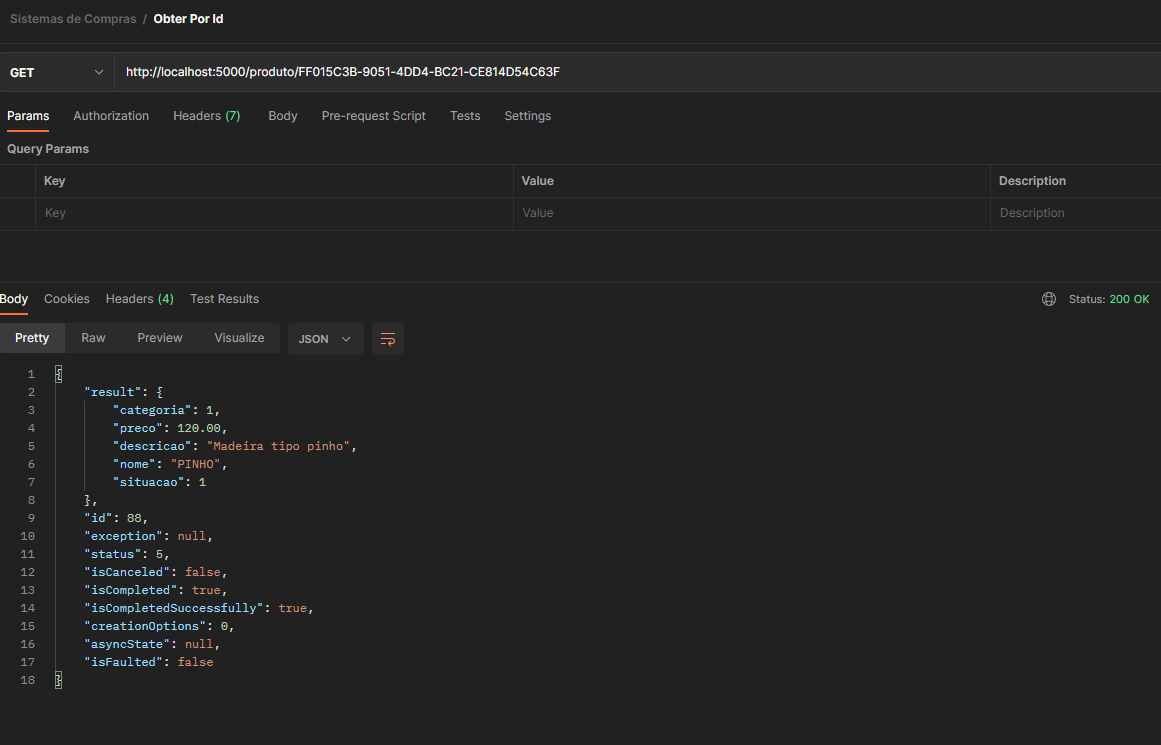 Sistemas de Compras / Obter Por Id
GET http://localhost:5000/produto/FF015C3B-9051-4DD4-BC21-CE814D54C63F
Params Authorization Headers (7) Body Pre-request Script Tests Settings
Query Params
Key Value Description
Key Value Description
Body Cookies Headers (4) Test Results Status: 200 OK
Pretty Raw Preview Visualize JSON
1 {
2 "result": {
3 "categoria": 1,
4 "preco": 120.00,
5 "descricao": "Madeira tipo pinho",
6 "nome": "PINHO",
7 "situacao": 1
8 },
9 "id": 88,
10 "exception": null,
11 "status": 5,
12 "isCanceled": false,
13 "isCompleted": true,
14 "isCompletedSuccessfully": true,
15 "creationOptions": 0,
16 "asyncState": null,
17 "isFaulted": false
18 }